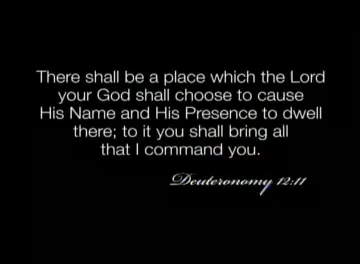 There shall be a place which the Lord
your God shall choose to cause
His Name and His Presence to dwell
there; to it you shall bring all
that I command you.
Deuteronomy 12:11